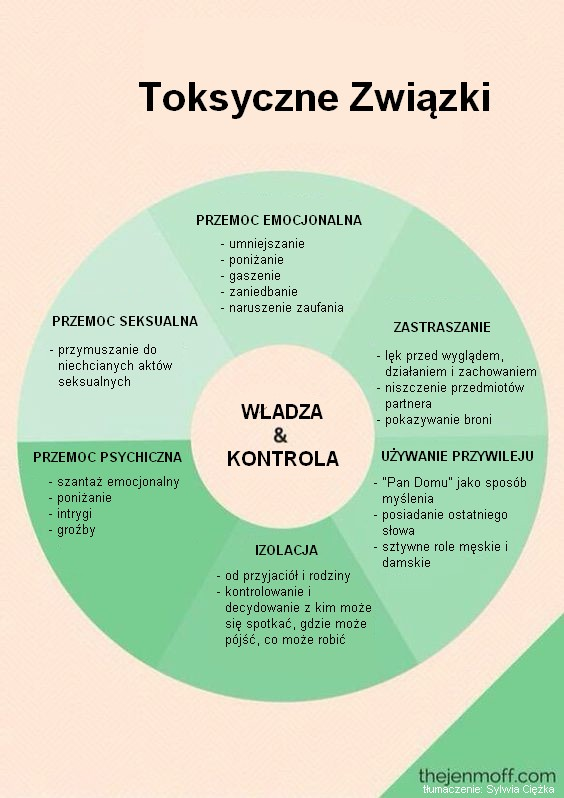 Toksyczne Związki
PRZEMOC EMOCJONALNA
- umniejszanie
- poniżanie
- gaszenie
- zaniedbanie
- naruszenie zaufania
ZASTRASZANIE
- lęk przed wyglądem,
działaniem i zachowaniem
- niszczenie przedmiotów
partnera
- pokazywanie broni
UŻYWANIE PRZYWILEJU
- "Pan Domu" jako sposób
myślenia
- posiadanie ostatniego
słowa
- sztywne role męskie i
damskie
IZOLACJA
- od przyjaciół i rodziny
- kontrolowanie i
decydowanie z kim może
się spotkać, gdzie może
pójść, co może robić
PRZEMOC PSYCHICZNA
- szantaż emocjonalny
- poniżanie
- intrygi
- groźby
PRZEMOC SEKSUALNA
- przymuszanie do
niechcianych aktów
seksualnych
WŁADZA
&
KONTROLA
thejenmoff.com
tłumaczenie: Sylwia Ciężka